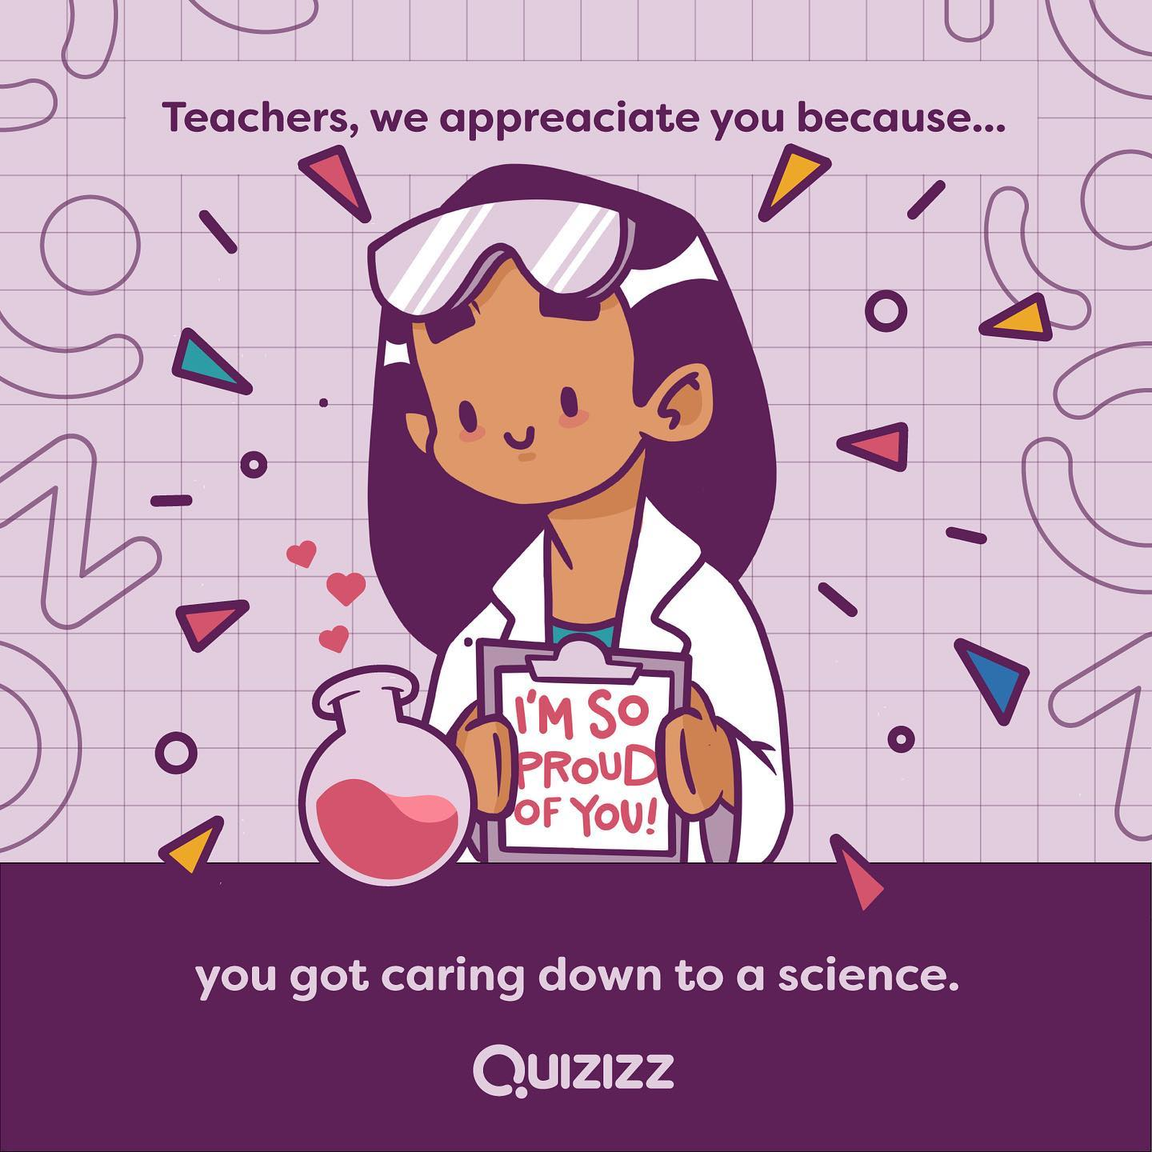 Teachers, we appreaciate you because...
I'M SO
PROUD
OF YOU!
you got caring down to a science.
QUIZIZZ